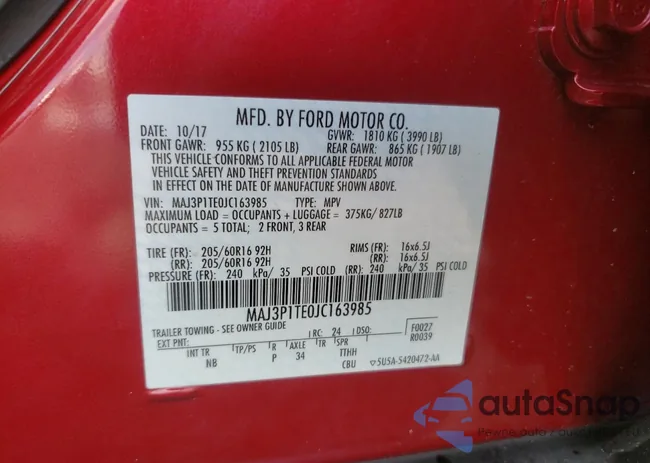 MFD. BY FORD MOTOR CO.
DATE: 10/17 GVWR: 1810 KG ( 3990 LB)
FRONT GAWR: 955 KG ( 2105 LB) REAR GAWR: 865 KG ( 1907 LB)
THIS VEHICLE CONFORMS TO ALL APPLICABLE FEDERAL MOTOR
VEHICLE SAFETY AND THEFT PREVENTION STANDARDS
IN EFFECT ON THE DATE OF MANUFACTURE SHOWN ABOVE.
VIN: MAJ3P1TE0JC163985 TYPE: MPV
MAXIMUM LOAD = OCCUPANTS + LUGGAGE = 375KG/ 827LB
OCCUPANTS = 5 TOTAL; 2 FRONT, 3 REAR
TIRE (FR): 205/60R16 92H RIMS (FR): 16x6.5J
(RR): 205/60R16 92H (RR): 16x6.5J
PRESSURE (FR): 240 kPa/ 35 PSI COLD (RR): 240 kPa/ 35 PSI COLD
MAJ3P1TE0JC163985
TRAILER TOWING - SEE OWNER GUIDE
EXT PNT: RC: 24 DSO: F0027
R0039
INT TR TP/PS R AXLE TR SPR
NB P 34 TTHH
CBU 5U5A-5420472-AA
autoSnap
Pewne auta z